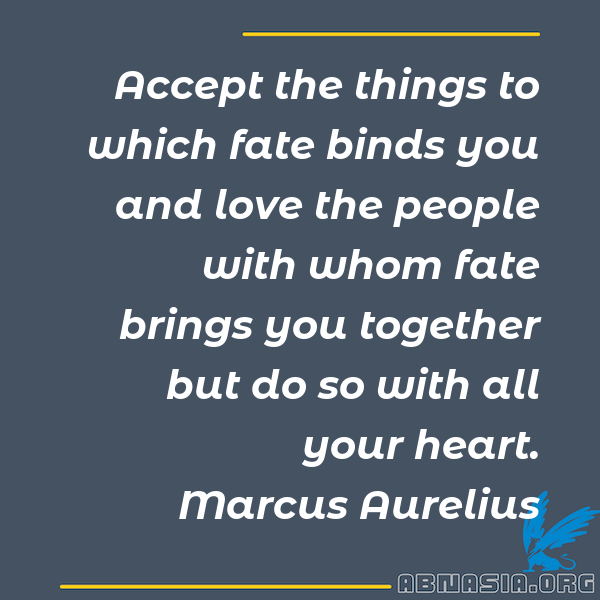 Accept the things to
which fate binds you
and love the people
with whom fate
brings you together
but do so with all
your heart.
Marcus Aurelius
ABNASIA.ORG